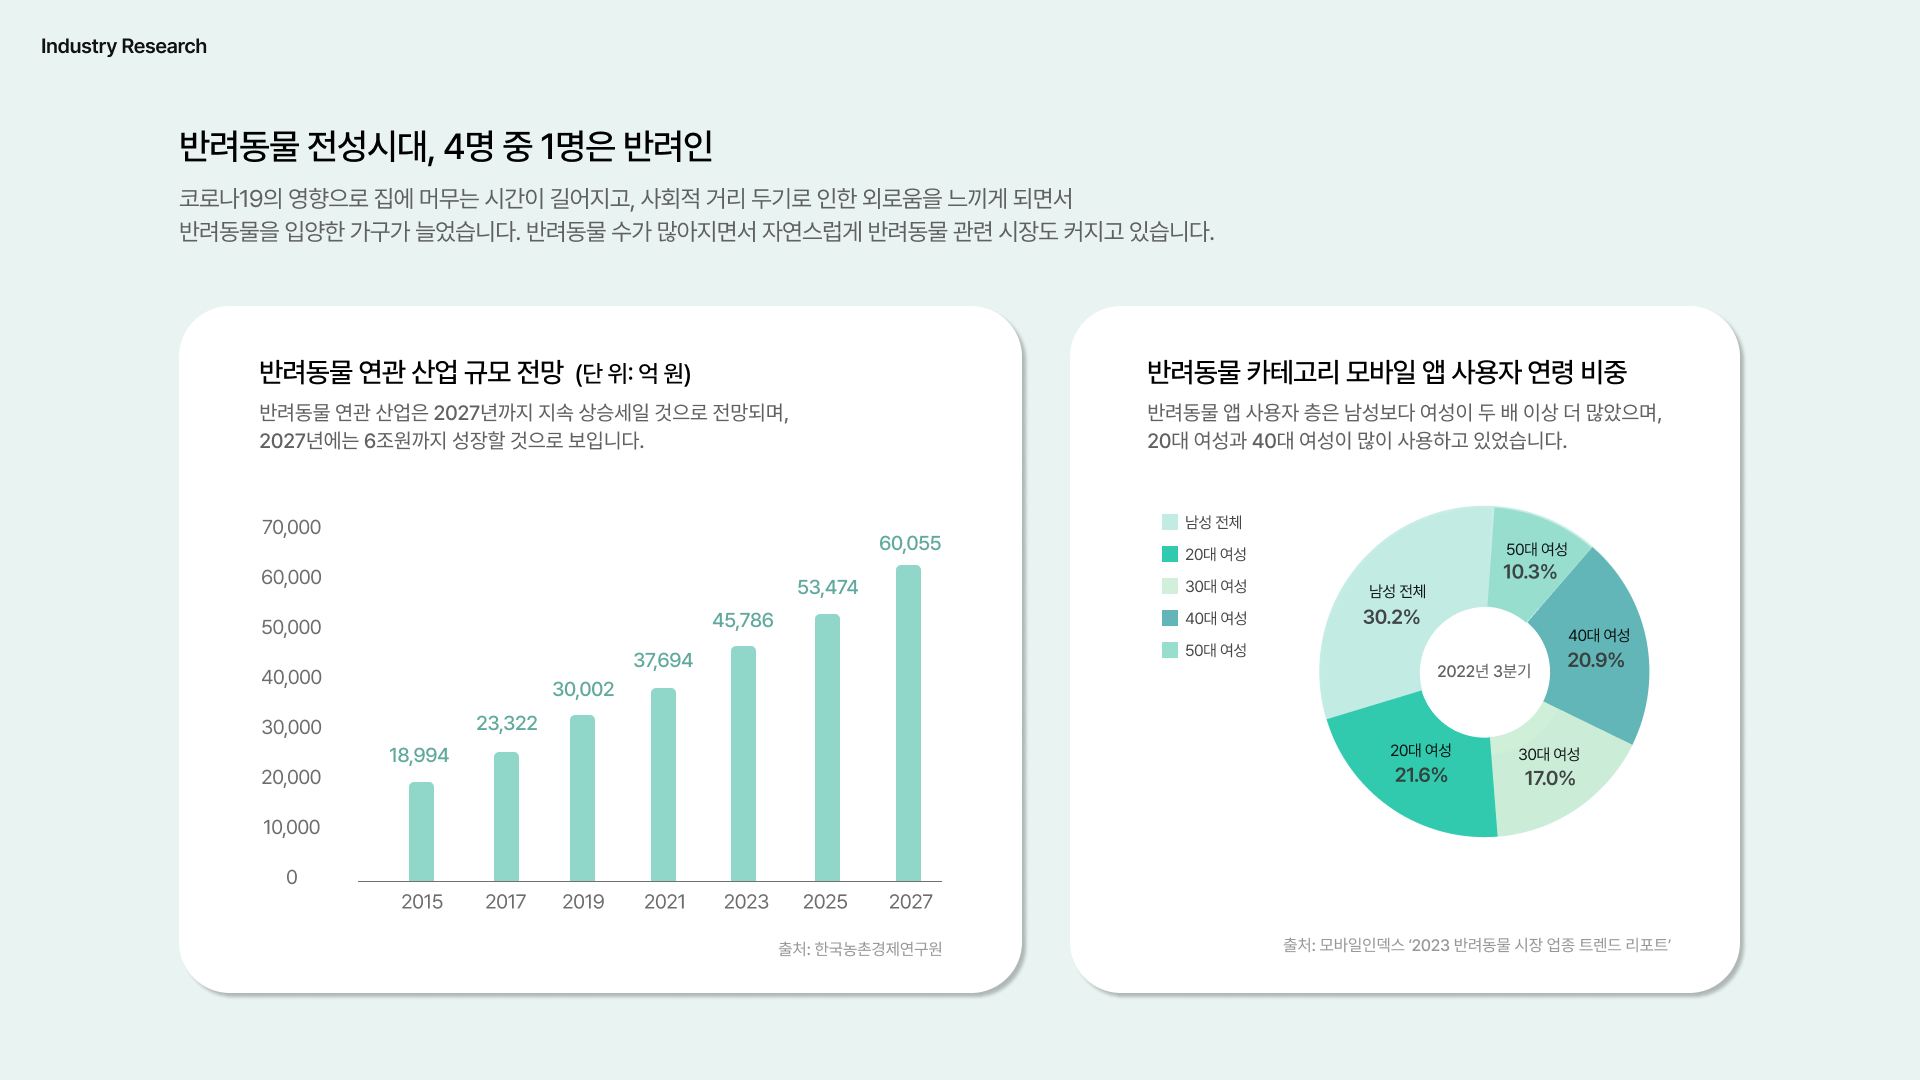 Industry Research
반려동물 전성시대, 4명 중 1명은 반려인
코로나19의 영향으로 집에 머무는 시간이 길어지고, 사회적 거리 두기로 인한 외로움을 느끼게 되면서
반려동물을 입양한 가구가 늘었습니다. 반려동물 수가 많아지면서 자연스럽게 반려동물 관련 시장도 커지고 있습니다.
반려동물 연관 산업 규모 전망 (단 위: 억 원)
반려동물 연관 산업은 2027년까지 지속 상승세일 것으로 전망되며,
2027년에는 6조원까지 성장할 것으로 보입니다.
70,000
60,000
50,000
40,000
30,000
20,000
10,000
0
18,994
23,322
30,002
37,694
45,786
53,474
60,055
2015
2017
2019
2021
2023
2025
2027
출처: 한국농촌경제연구원
반려동물 카테고리 모바일 앱 사용자 연령 비중
반려동물 앱 사용자 층은 남성보다 여성이 두 배 이상 더 많았으며,
20대 여성과 40대 여성이 많이 사용하고 있었습니다.
남성 전체
20대 여성
30대 여성
40대 여성
50대 여성
50대 여성
10.3%
남성 전체
30.2%
40대 여성
20.9%
2022년 3분기
20대 여성
21.6%
30대 여성
17.0%
출처: 모바일인덱스 ‘2023 반려동물 시장 업종 트렌드 리포트’